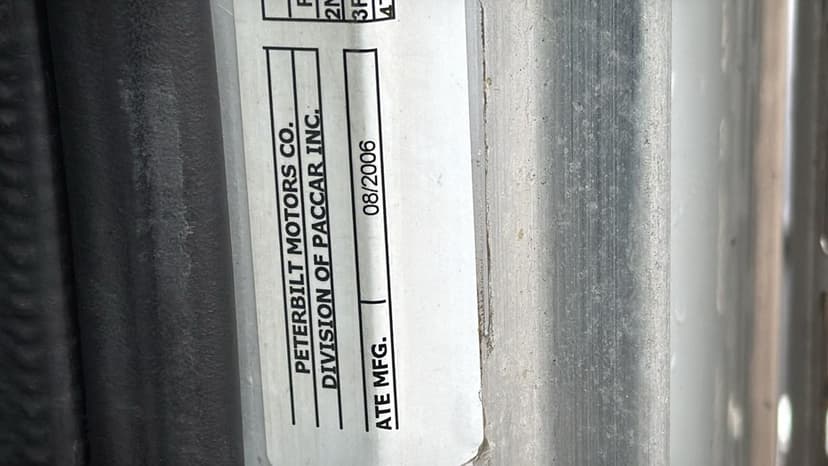 PETERBILT MOTORS CO.
DIVISION OF PACCAR INC.
ATE MFG. 08/2006